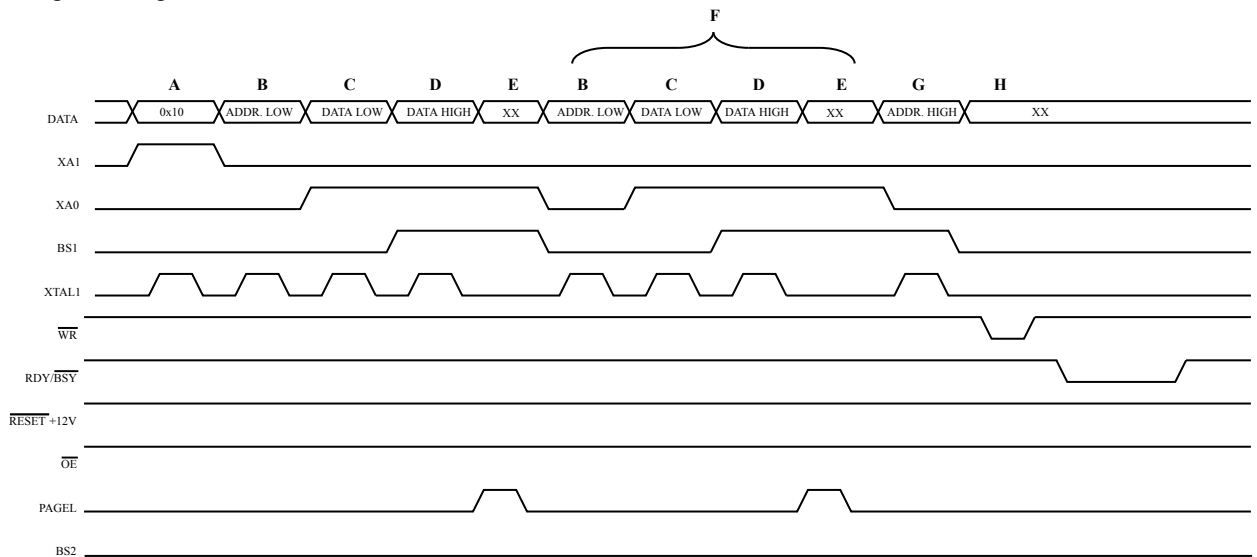 F
A B C D E B C D E G H
DATA 0x10 ADDR. LOW DATA LOW DATA HIGH XX ADDR. LOW DATA LOW DATA HIGH XX ADDR. HIGH XX
XA1
XA0
BS1
XTAL1
WR
RDY/BSY
RESET +12V
OE
PAGEL
BS2